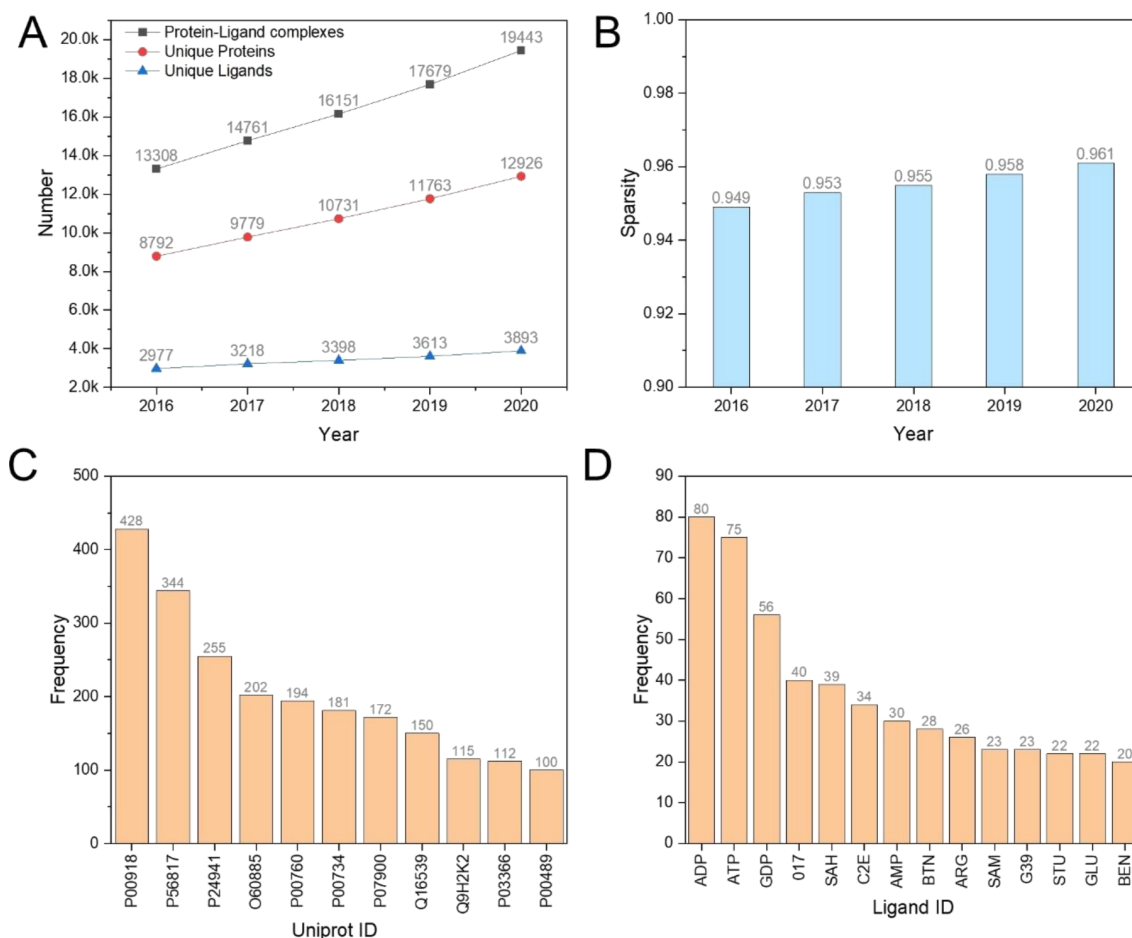 A
Protein-Ligand complexes
Unique Proteins
Unique Ligands
20.0k
18.0k
16.0k
14.0k
12.0k
10.0k
8.0k
6.0k
4.0k
2.0k
Number
13308
14761
16151
17679
19443
8792
9779
10731
11763
12926
2977
3218
3398
3613
3893
2016 2017 2018 2019 2020
Year
B
1.00
0.98
0.96
0.94
0.92
0.90
Sparsity
0.949
0.953
0.955
0.958
0.961
2016 2017 2018 2019 2020
Year
C
500
400
300
200
100
0
Frequency
428
344
255
202
194
181
172
150
115
112
100
P00918
P56817
P24941
O60885
P00760
P00734
P07900
Q16539
Q9H2K2
P03366
P00489
Uniprot ID
D
90
80
70
60
50
40
30
20
10
0
Frequency
80
75
56
40
39
34
30
28
26
23
23
22
22
20
ADP
ATP
GDP
017
SAH
C2E
AMP
BTN
ARG
SAM
G39
STU
GLU
BEN
Ligand ID